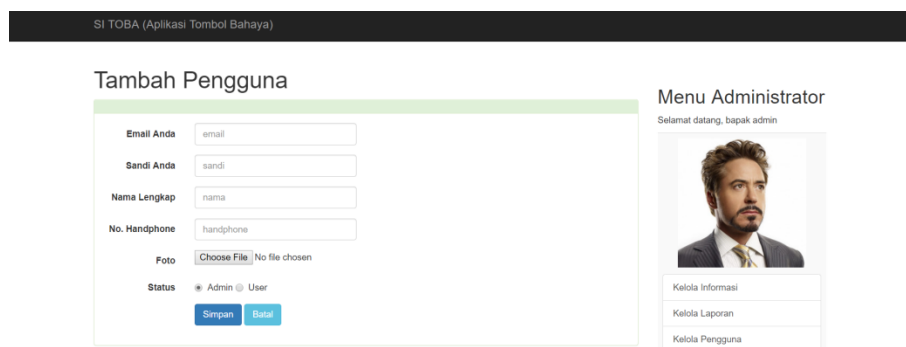 SI TOBA (Aplikasi Tombol Bahaya)
Tambah Pengguna
Email Anda email
Sandi Anda sandi
Nama Lengkap nama
No. Handphone handphone
Foto Choose File No file chosen
Status Admin User
Simpan Batal
Menu Administrator
Selamat datang, bapak admin
Kelola Informasi
Kelola Laporan
Kelola Pengguna